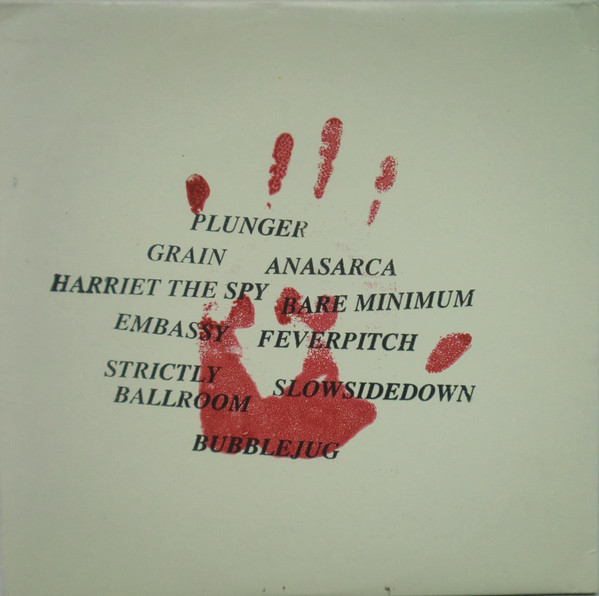 PLUNGER
GRAIN
ANASARCA
HARRIET THE SPY
BARE MINIMUM
EMBASSY
FEVERPITCH
STRICTLY
BALLROOM
SLOWSIDEDOWN
BUBBLEJUG